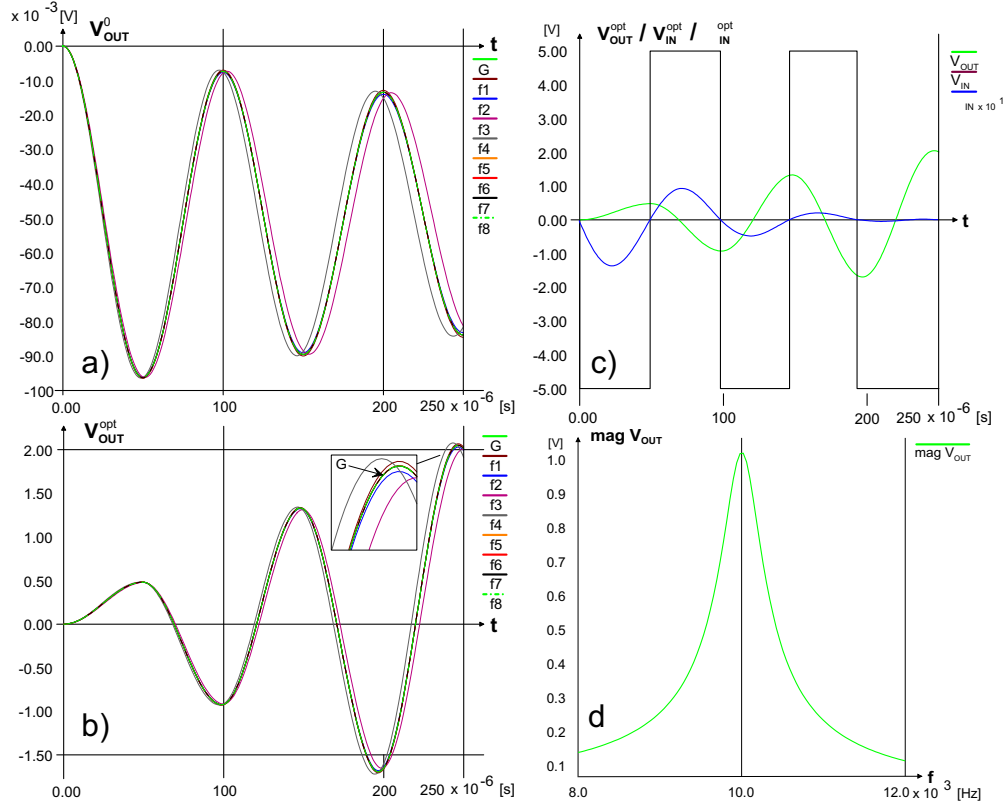 x 10 -3 [V]
V0OUT
0.00
-10.0
-20.0
-30.0
-40.0
-50.0
-60.0
-70.0
-80.0
-90.0
-100
t
G
f1
f2
f3
f4
f5
f6
f7
f8
a)
0.00
100
200
250 x 10 -6 [s]
VoptOUT
2.00
1.50
1.00
0.50
0.00
-0.50
-1.00
-1.50
G
t
G
f1
f2
f3
f4
f5
f6
f7
f8
b)
0.00
100
200
250 x 10 -6 [s]
[V]
VoptOUT / VoptIN / optIN
5.00
4.00
3.00
2.00
1.00
0.00
-1.00
-2.00
-3.00
-4.00
-5.00
t
VOUT
VIN
IN x 10 1
c)
0.00
100
200
250 x 10 -6 [s]
[V]
mag VOUT
1.0
0.9
0.8
0.7
0.6
0.5
0.4
0.3
0.2
0.1
mag VOUT
d
f
8.0
10.0
12.0 x 10 3 [Hz]